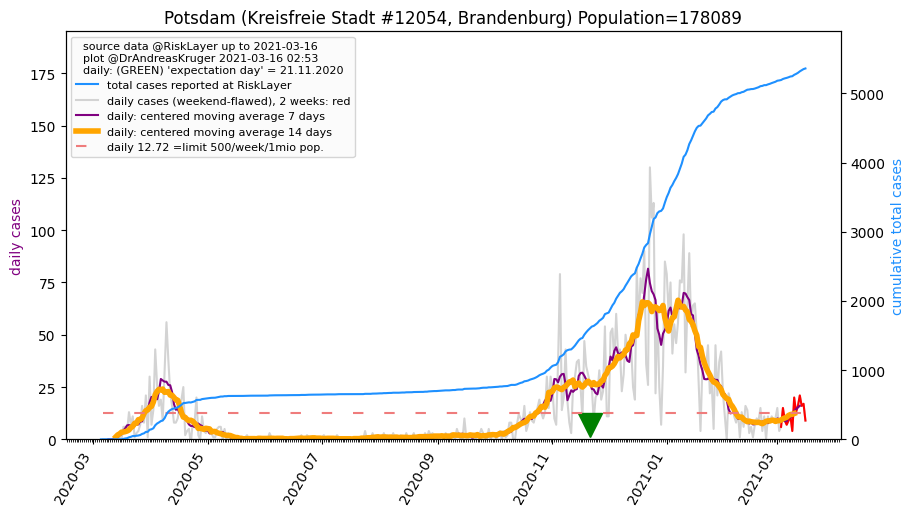 Potsdam (Kreisfreie Stadt #12054, Brandenburg) Population=178089
source data @RiskLayer up to 2021-03-16
plot @DrAndreasKruger 2021-03-16 02:53
daily: (GREEN) 'expectation day' = 21.11.2020
total cases reported at RiskLayer
daily cases (weekend-flawed), 2 weeks: red
daily: centered moving average 7 days
daily: centered moving average 14 days
daily 12.72 =limit 500/week/1mio pop.
daily cases
175
150
125
100
75
50
25
0
cumulative total cases
5000
4000
3000
2000
1000
0
2020-03
2020-05
2020-07
2020-09
2020-11
2021-01
2021-03